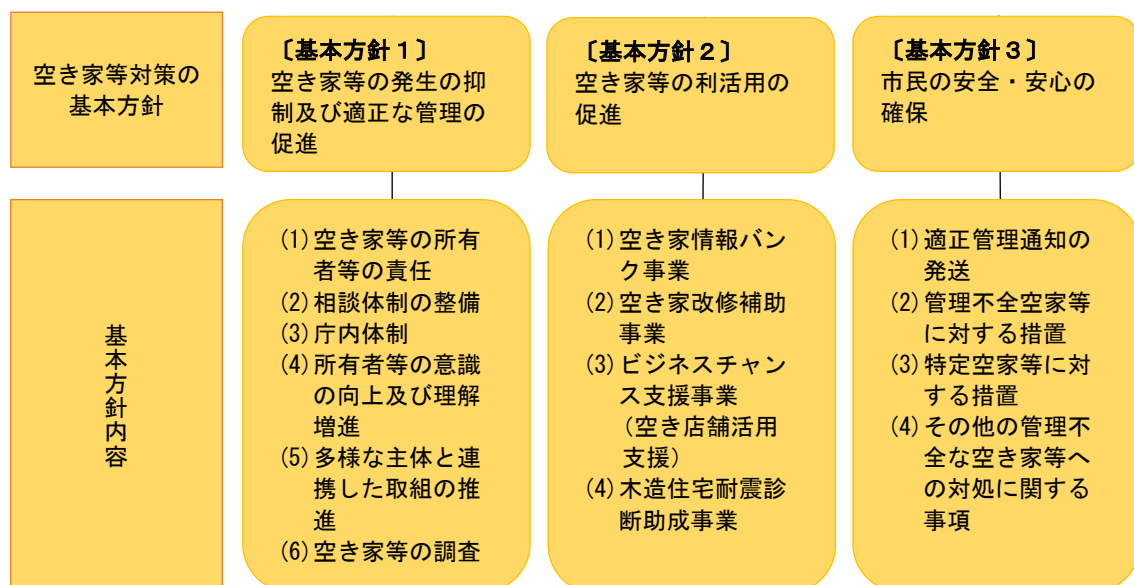 空き家等対策の
基本方針
〔基本方針１〕
空き家等の発生の抑
制及び適正な管理の
促進
〔基本方針２〕
空き家等の利活用の
促進
〔基本方針３〕
市民の安全・安心の
確保
基本方針内容
(1)空き家等の所有
者等の責任
(2)相談体制の整備
(3)庁内体制
(4)所有者等の意識
の向上及び理解
増進
(5)多様な主体と連
携した取組の推
進
(6)空き家等の調査
(1)空き家情報バン
ク事業
(2)空き家改修補助
事業
(3)ビジネスチャン
ス支援事業
（空き店舗活用
支援）
(4)木造住宅耐震診
断助成事業
(1)適正管理通知の
発送
(2)管理不全空家等
に対する措置
(3)特定空家等に対
する措置
(4)その他の管理不
全な空き家等へ
の対処に関する
事項